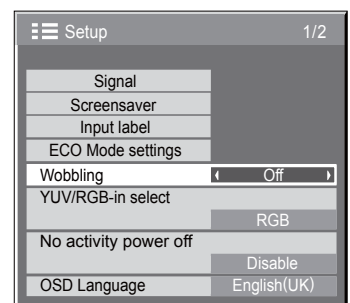 Setup 1/2
Signal
Screensaver
Input label
ECO Mode settings
Wobbling Off
YUV/RGB-in select
RGB
No activity power off
Disable
OSD Language English(UK)